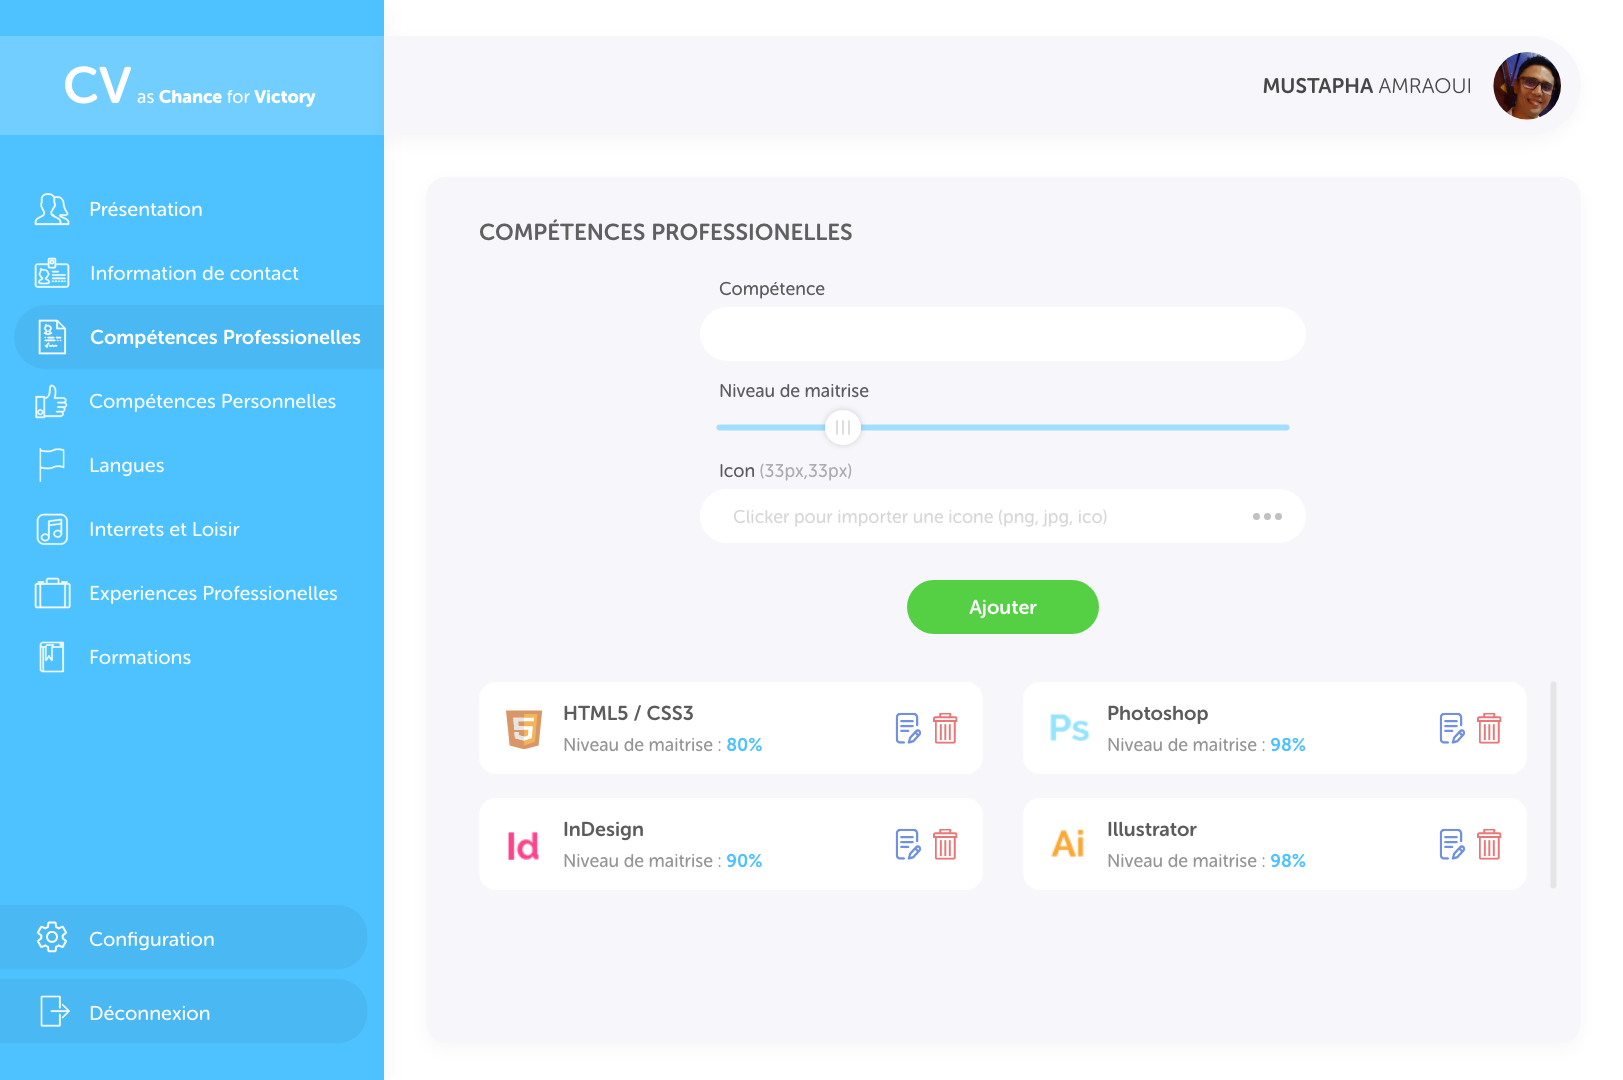 CV as Chance for Victory
MUSTAPHA AMRAOUI
Présentation
Information de contact
Compétences Professionelles
Compétences Personnelles
Langues
Interrets et Loisir
Experiences Professionelles
Formations
Configuration
Déconnexion
COMPÉTENCES PROFESSIONELLES
Compétence
Niveau de maitrise
Icon (33px,33px)
Clicker pour importer une icone (png, jpg, ico)
Ajouter
5
HTML5 / CSS3
Niveau de maitrise : 80%
Ps
Photoshop
Niveau de maitrise : 98%
Id
InDesign
Niveau de maitrise : 90%
Ai
Illustrator
Niveau de maitrise : 98%